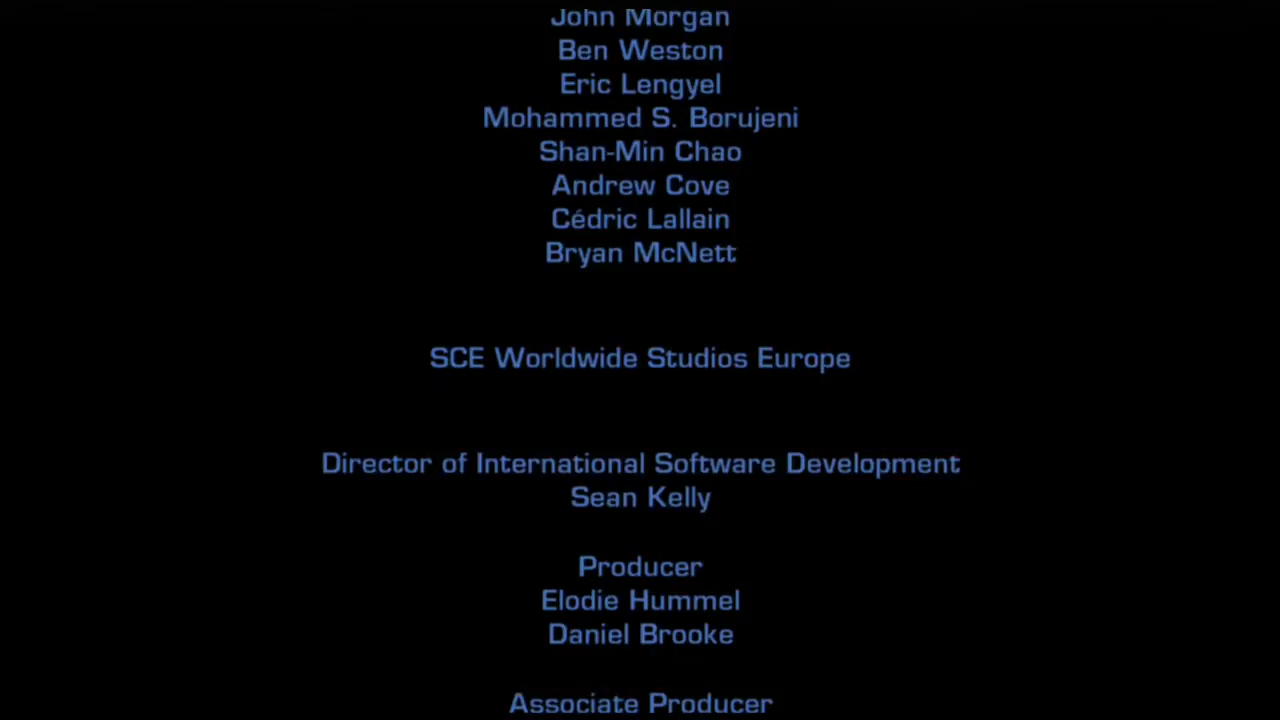 John Morgan
Ben Weston
Eric Lengyel
Mohammed S. Borujeni
Shan-Min Chao
Andrew Cove
Cédric Lallain
Bryan McNett
SCE Worldwide Studios Europe
Director of International Software Development
Sean Kelly
Producer
Elodie Hummel
Daniel Brooke
Associate Producer